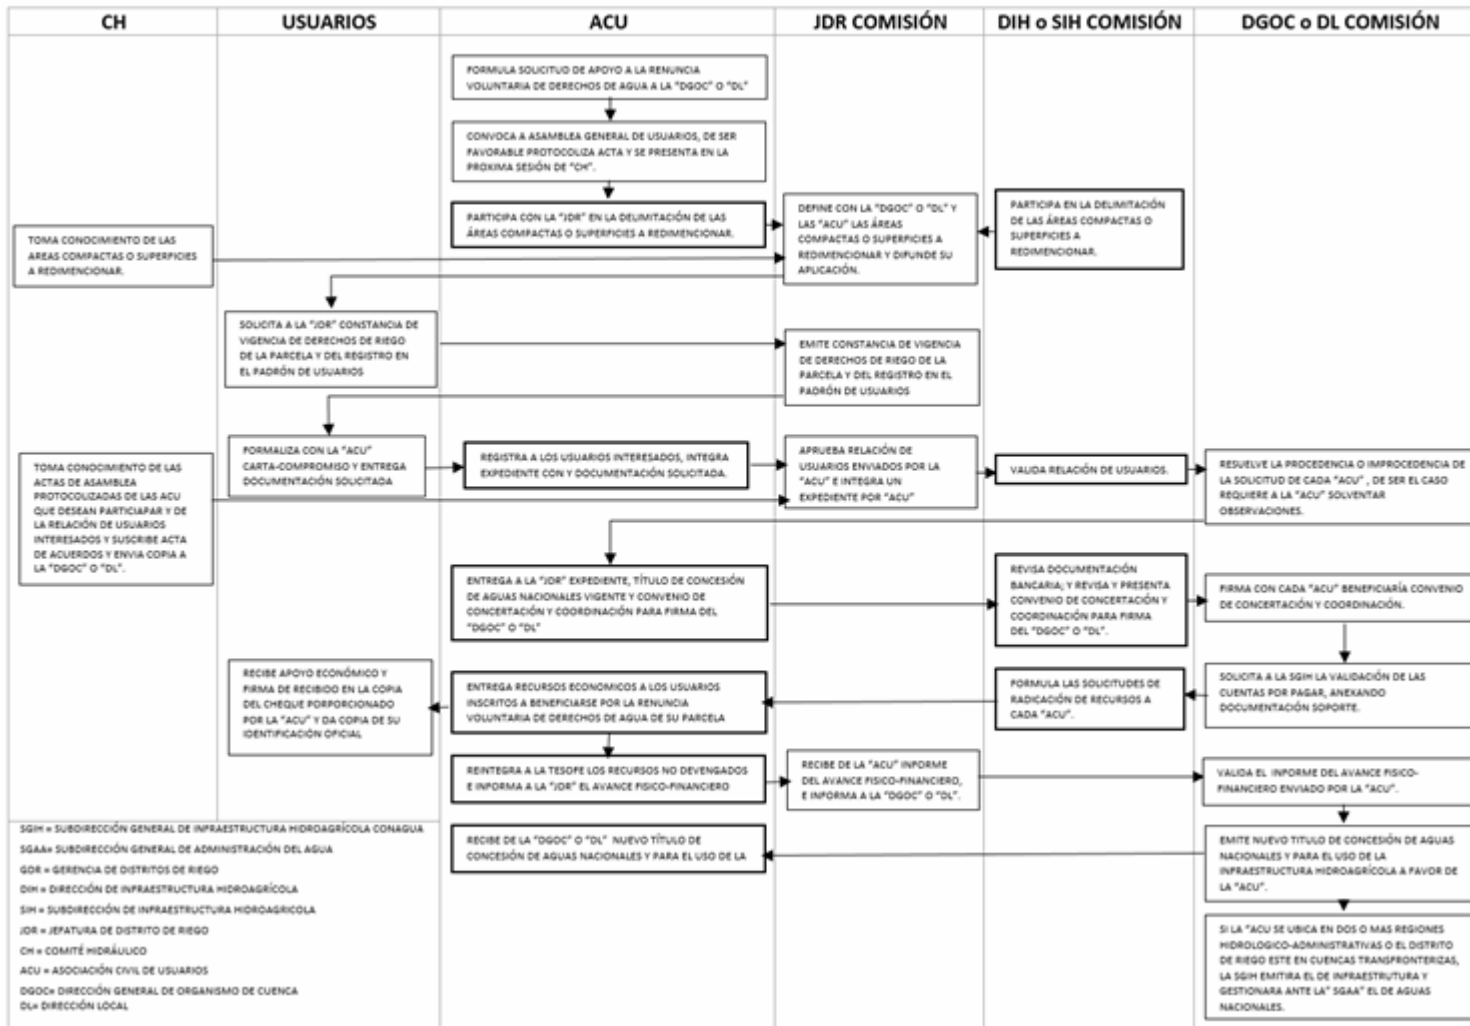 CH
USUARIOS
ACU
JDR COMISIÓN
DIH o SIH COMISIÓN
DGOC o DL COMISIÓN
FORMULA SOLICITUD DE APOYO A LA RENUNCIA
VOLUNTARIA DE DERECHOS DE AGUA A LA "DGOC" O "DL"
CONVOCA A ASAMBLEA GENERAL DE USUARIOS, DE SER
FAVORABLE PROTOCOLIZA ACTA Y SE PRESENTA EN LA
PROXIMA SESIÓN DE "CH".
PARTICIPA CON LA "JDR" EN LA DELIMITACIÓN DE LAS
ÁREAS COMPACTAS O SUPERFICIES A REDIMENCIONAR.
DEFINE CON LA "DGOC" O "DL" Y
LAS "ACU" LAS ÁREAS
COMPACTAS O SUPERFICIES A
REDIMENCIONAR Y DIFUNDE SU
APLICACIÓN.
PARTICIPA EN LA DELIMITACIÓN
DE LAS ÁREAS COMPACTAS O
SUPERFICIES A
REDIMENCIONAR.
TOMA CONOCIMIENTO DE LAS
AREAS COMPACTAS O SUPERFICIES
A REDIMENCIONAR.
SOLICITA A LA "JDR" CONSTANCIA DE
VIGENCIA DE DERECHOS DE RIEGO
DE LA PARCELA Y DEL REGISTRO EN
EL PADRÓN DE USUARIOS
EMITE CONSTANCIA DE VIGENCIA
DE DERECHOS DE RIEGO DE LA
PARCELA Y DEL REGISTRO EN EL
PADRÓN DE USUARIOS
TOMA CONOCIMIENTO DE LAS
ACTAS DE ASAMBLEA
PROTOCOLIZADAS DE LAS ACU
QUE DESEAN PARTICIAPAR Y DE
LA RELACIÓN DE USUARIOS
INTERESADOS Y SUSCRIBE ACTA
DE ACUERDOS Y ENVIA COPIA A
LA "DGOC" O "DL".
FORMALIZA CON LA "ACU"
CARTA-COMPROMISO Y ENTREGA
DOCUMENTACIÓN SOLICITADA
REGISTRA A LOS USUARIOS INTERESADOS, INTEGRA
EXPEDIENTE CON Y DOCUMENTACIÓN SOLICITADA.
APRUEBA RELACIÓN DE
USUARIOS ENVIADOS POR LA
"ACU" E INTEGRA UN
EXPEDIENTE POR "ACU"
VALIDA RELACIÓN DE USUARIOS.
RESUELVE LA PROCEDENCIA O IMPROCEDENCIA DE
LA SOLICITUD DE CADA "ACU" , DE SER EL CASO
REQUIERE A LA "ACU" SOLVENTAR
OBSERVACIONES.
ENTREGA A LA "JDR" EXPEDIENTE, TÍTULO DE CONCESIÓN
DE AGUAS NACIONALES VIGENTE Y CONVENIO DE
CONCERTACIÓN Y COORDINACIÓN PARA FIRMA DEL
"DGOC" O "DL"
REVISA DOCUMENTACIÓN
BANCARIA; Y REVISA Y PRESENTA
CONVENIO DE CONCERTACIÓN Y
COORDINACIÓN PARA FIRMA
DEL "DGOC" O "DL".
FIRMA CON CADA "ACU" BENEFICIARÍA CONVENIO
DE CONCERTACIÓN Y COORDINACIÓN.
RECIBE APOYO ECONÓMICO Y
FIRMA DE RECIBIDO EN LA COPIA
DEL CHEQUE PORPORCIONADO
POR LA "ACU" Y DA COPIA DE SU
IDENTIFICACIÓN OFICIAL
ENTREGA RECURSOS ECONOMICOS A LOS USUARIOS
INSCRITOS A BENEFICIARSE POR LA RENUNCIA
VOLUNTARIA DE DERECHOS DE AGUA DE SU PARCELA
FORMULA LAS SOLICITUDES DE
RADICACIÓN DE RECURSOS A
CADA "ACU".
SOLICITA A LA SGIH LA VALIDACIÓN DE LAS
CUENTAS POR PAGAR, ANEXANDO
DOCUMENTACIÓN SOPORTE.
REINTEGRA A LA TESOFE LOS RECURSOS NO DEVENGADOS
E INFORMA A LA "JDR" EL AVANCE FISICO-FINANCIERO
RECIBE DE LA "ACU" INFORME
DEL AVANCE FISICO-FINANCIERO,
E INFORMA A LA "DGOC" O "DL".
VALIDA EL INFORME DEL AVANCE FISICO-
FINANCIERO ENVIADO POR LA "ACU".
RECIBE DE LA "DGOC" O "DL" NUEVO TÍTULO DE
CONCESIÓN DE AGUAS NACIONALES Y PARA EL USO DE LA
EMITE NUEVO TITULO DE CONCESIÓN DE AGUAS
NACIONALES Y PARA EL USO DE LA
INFRAESTRUCTURA HIDROAGRÍCOLA A FAVOR DE
LA "ACU".
SI LA "ACU SE UBICA EN DOS O MAS REGIONES
HIDROLOGICO-ADMINISTRATIVAS O EL DISTRITO
DE RIEGO ESTE EN CUENCAS TRANSFRONTERIZAS,
LA SGIH EMITIRA EL DE INFRAESTRUTURA Y
GESTIONARA ANTE LA" SGAA" EL DE AGUAS
NACIONALES.
SGIH = SUBDIRECCIÓN GENERAL DE INFRAESTRUCTURA HIDROAGRÍCOLA CONAGUA
SGAA= SUBDIRECCIÓN GENERAL DE ADMINISTRACIÓN DEL AGUA
GDR = GERENCIA DE DISTRITOS DE RIEGO
DIH = DIRECCIÓN DE INFRAESTRUCTURA HIDROAGRÍCOLA
SIH = SUBDIRECCIÓN DE INFRAESTRUCTURA HIDROAGRICOLA
JDR = JEFATURA DE DISTRITO DE RIEGO
CH = COMITÉ HIDRÁULICO
ACU = ASOCIACIÓN CIVIL DE USUARIOS
DGOC= DIRECCIÓN GENERAL DE ORGANISMO DE CUENCA
DL= DIRECCIÓN LOCAL